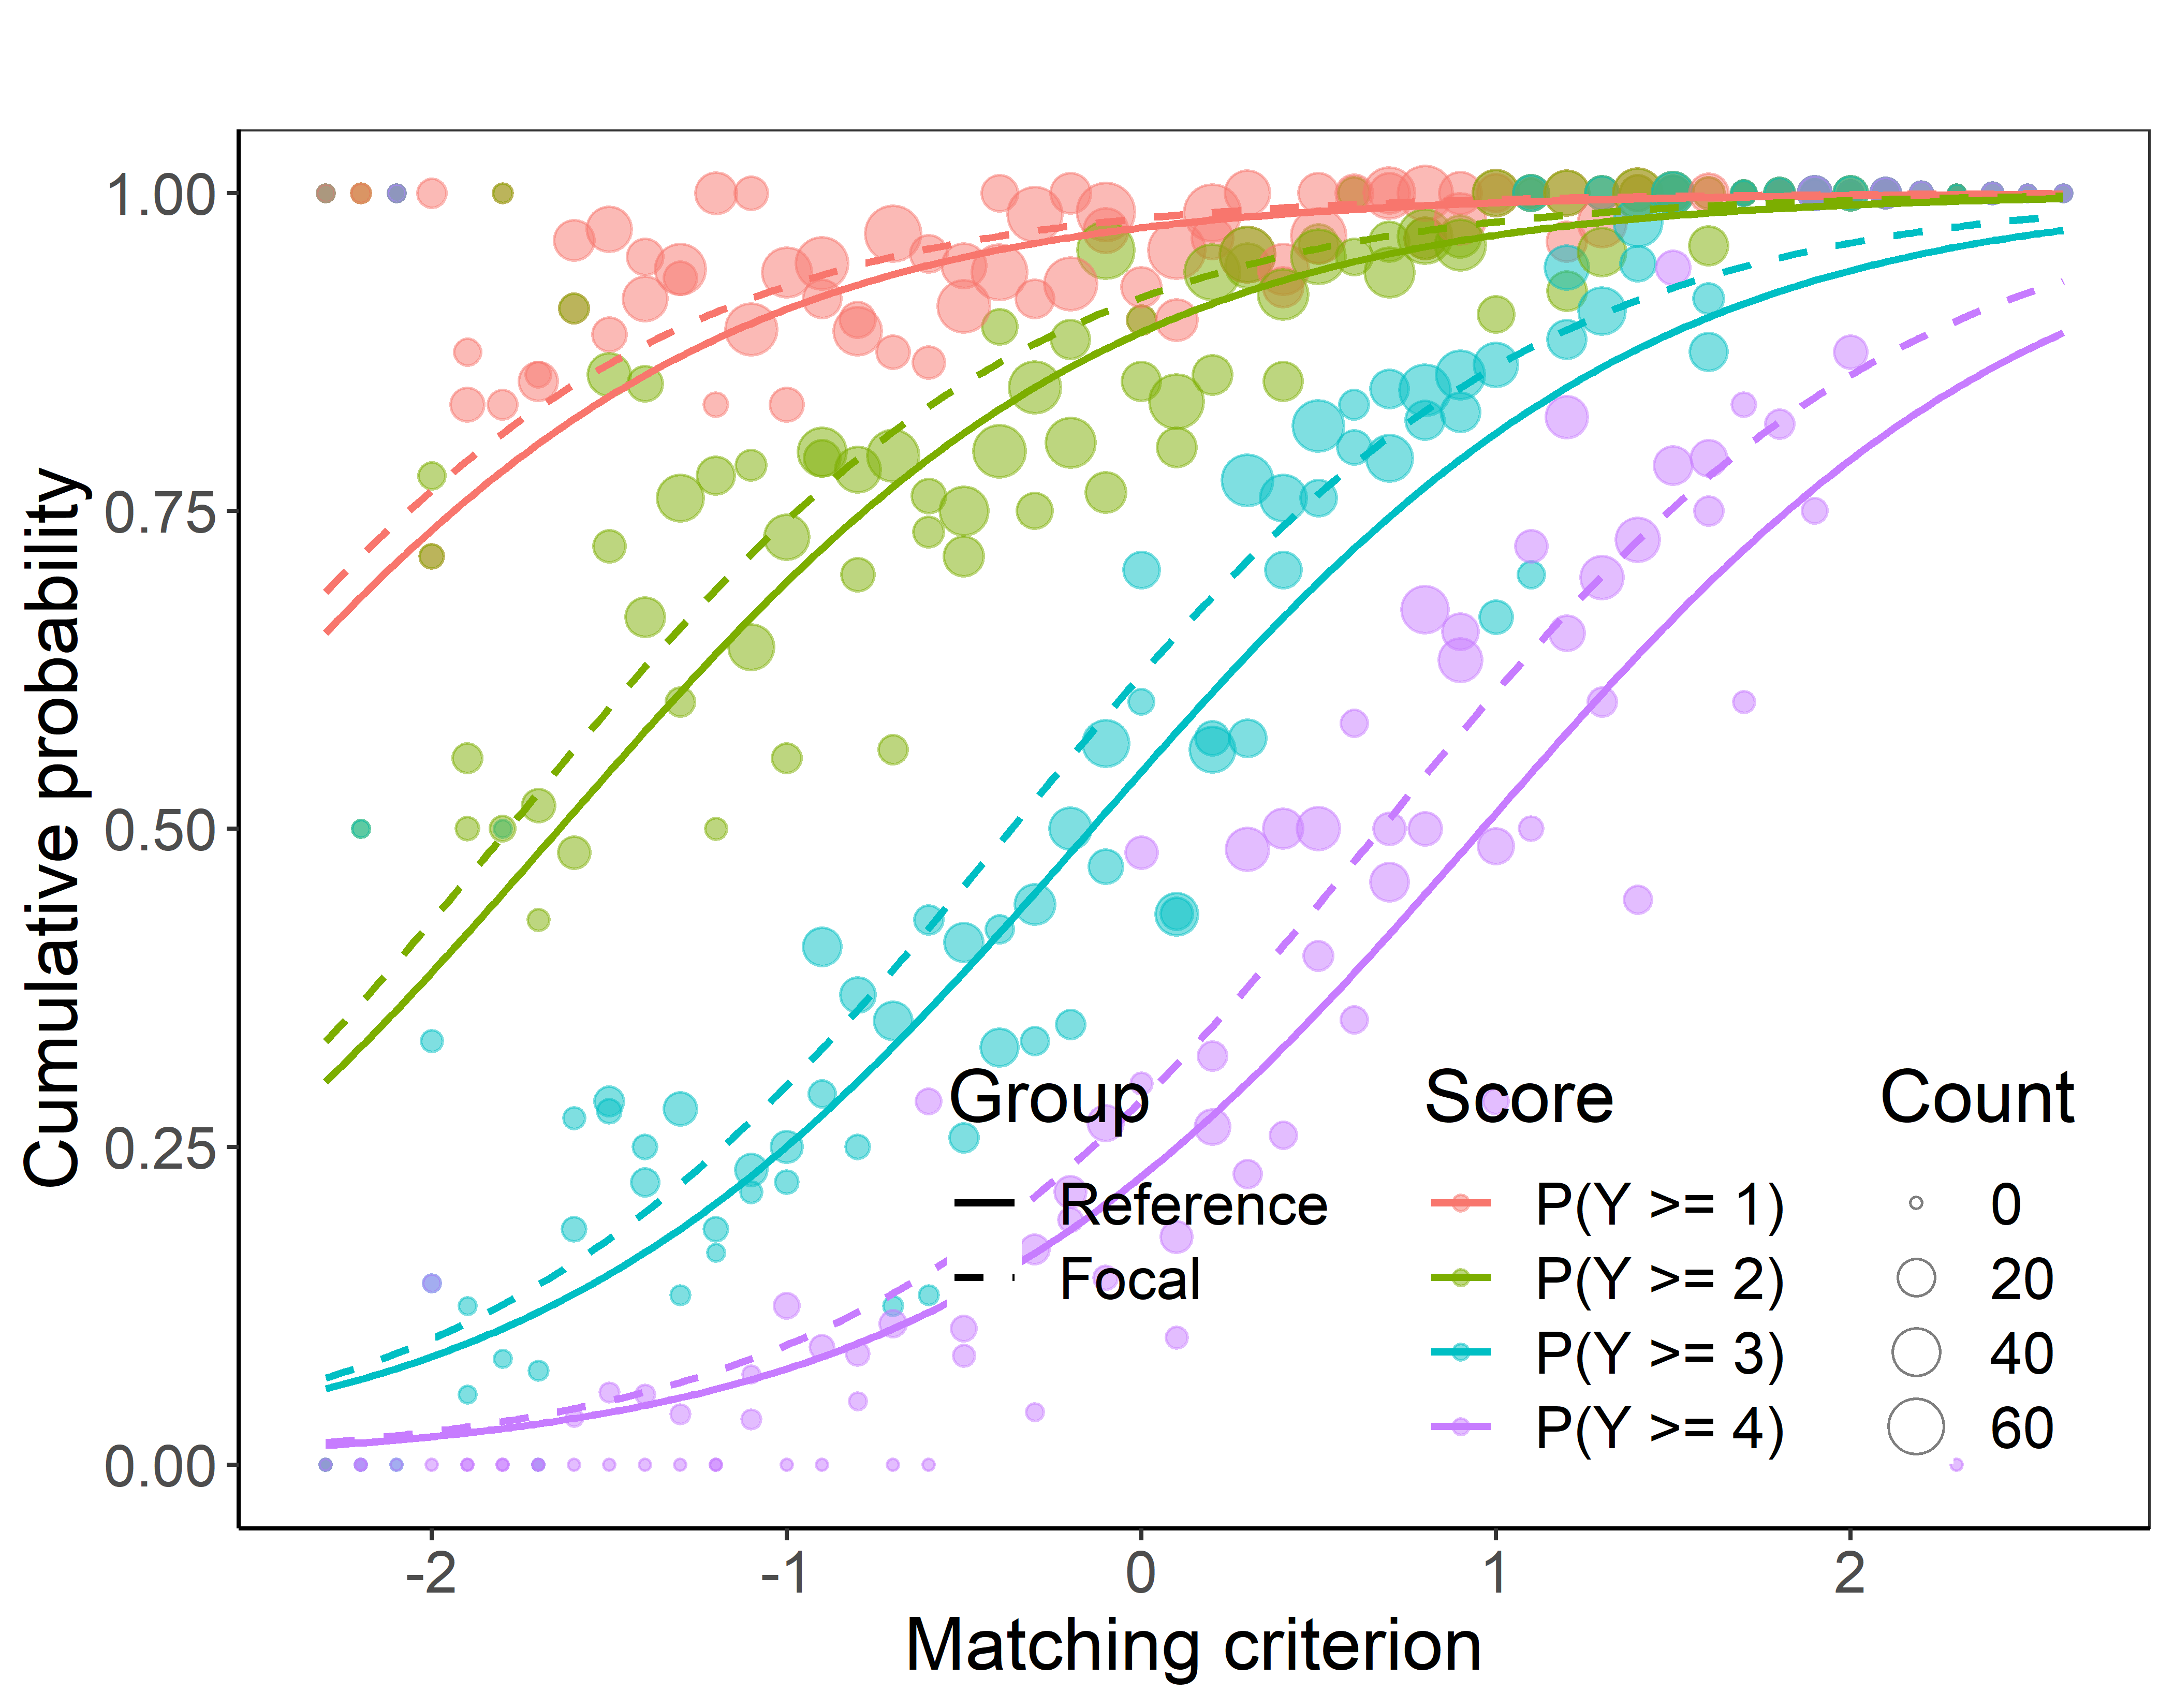 Cumulative probability
1.00
0.75
0.50
0.25
0.00
-2 -1 0 1 2
Matching criterion
Group
Reference
Focal
Score
P(Y >= 1)
P(Y >= 2)
P(Y >= 3)
P(Y >= 4)
Count
0
20
40
60